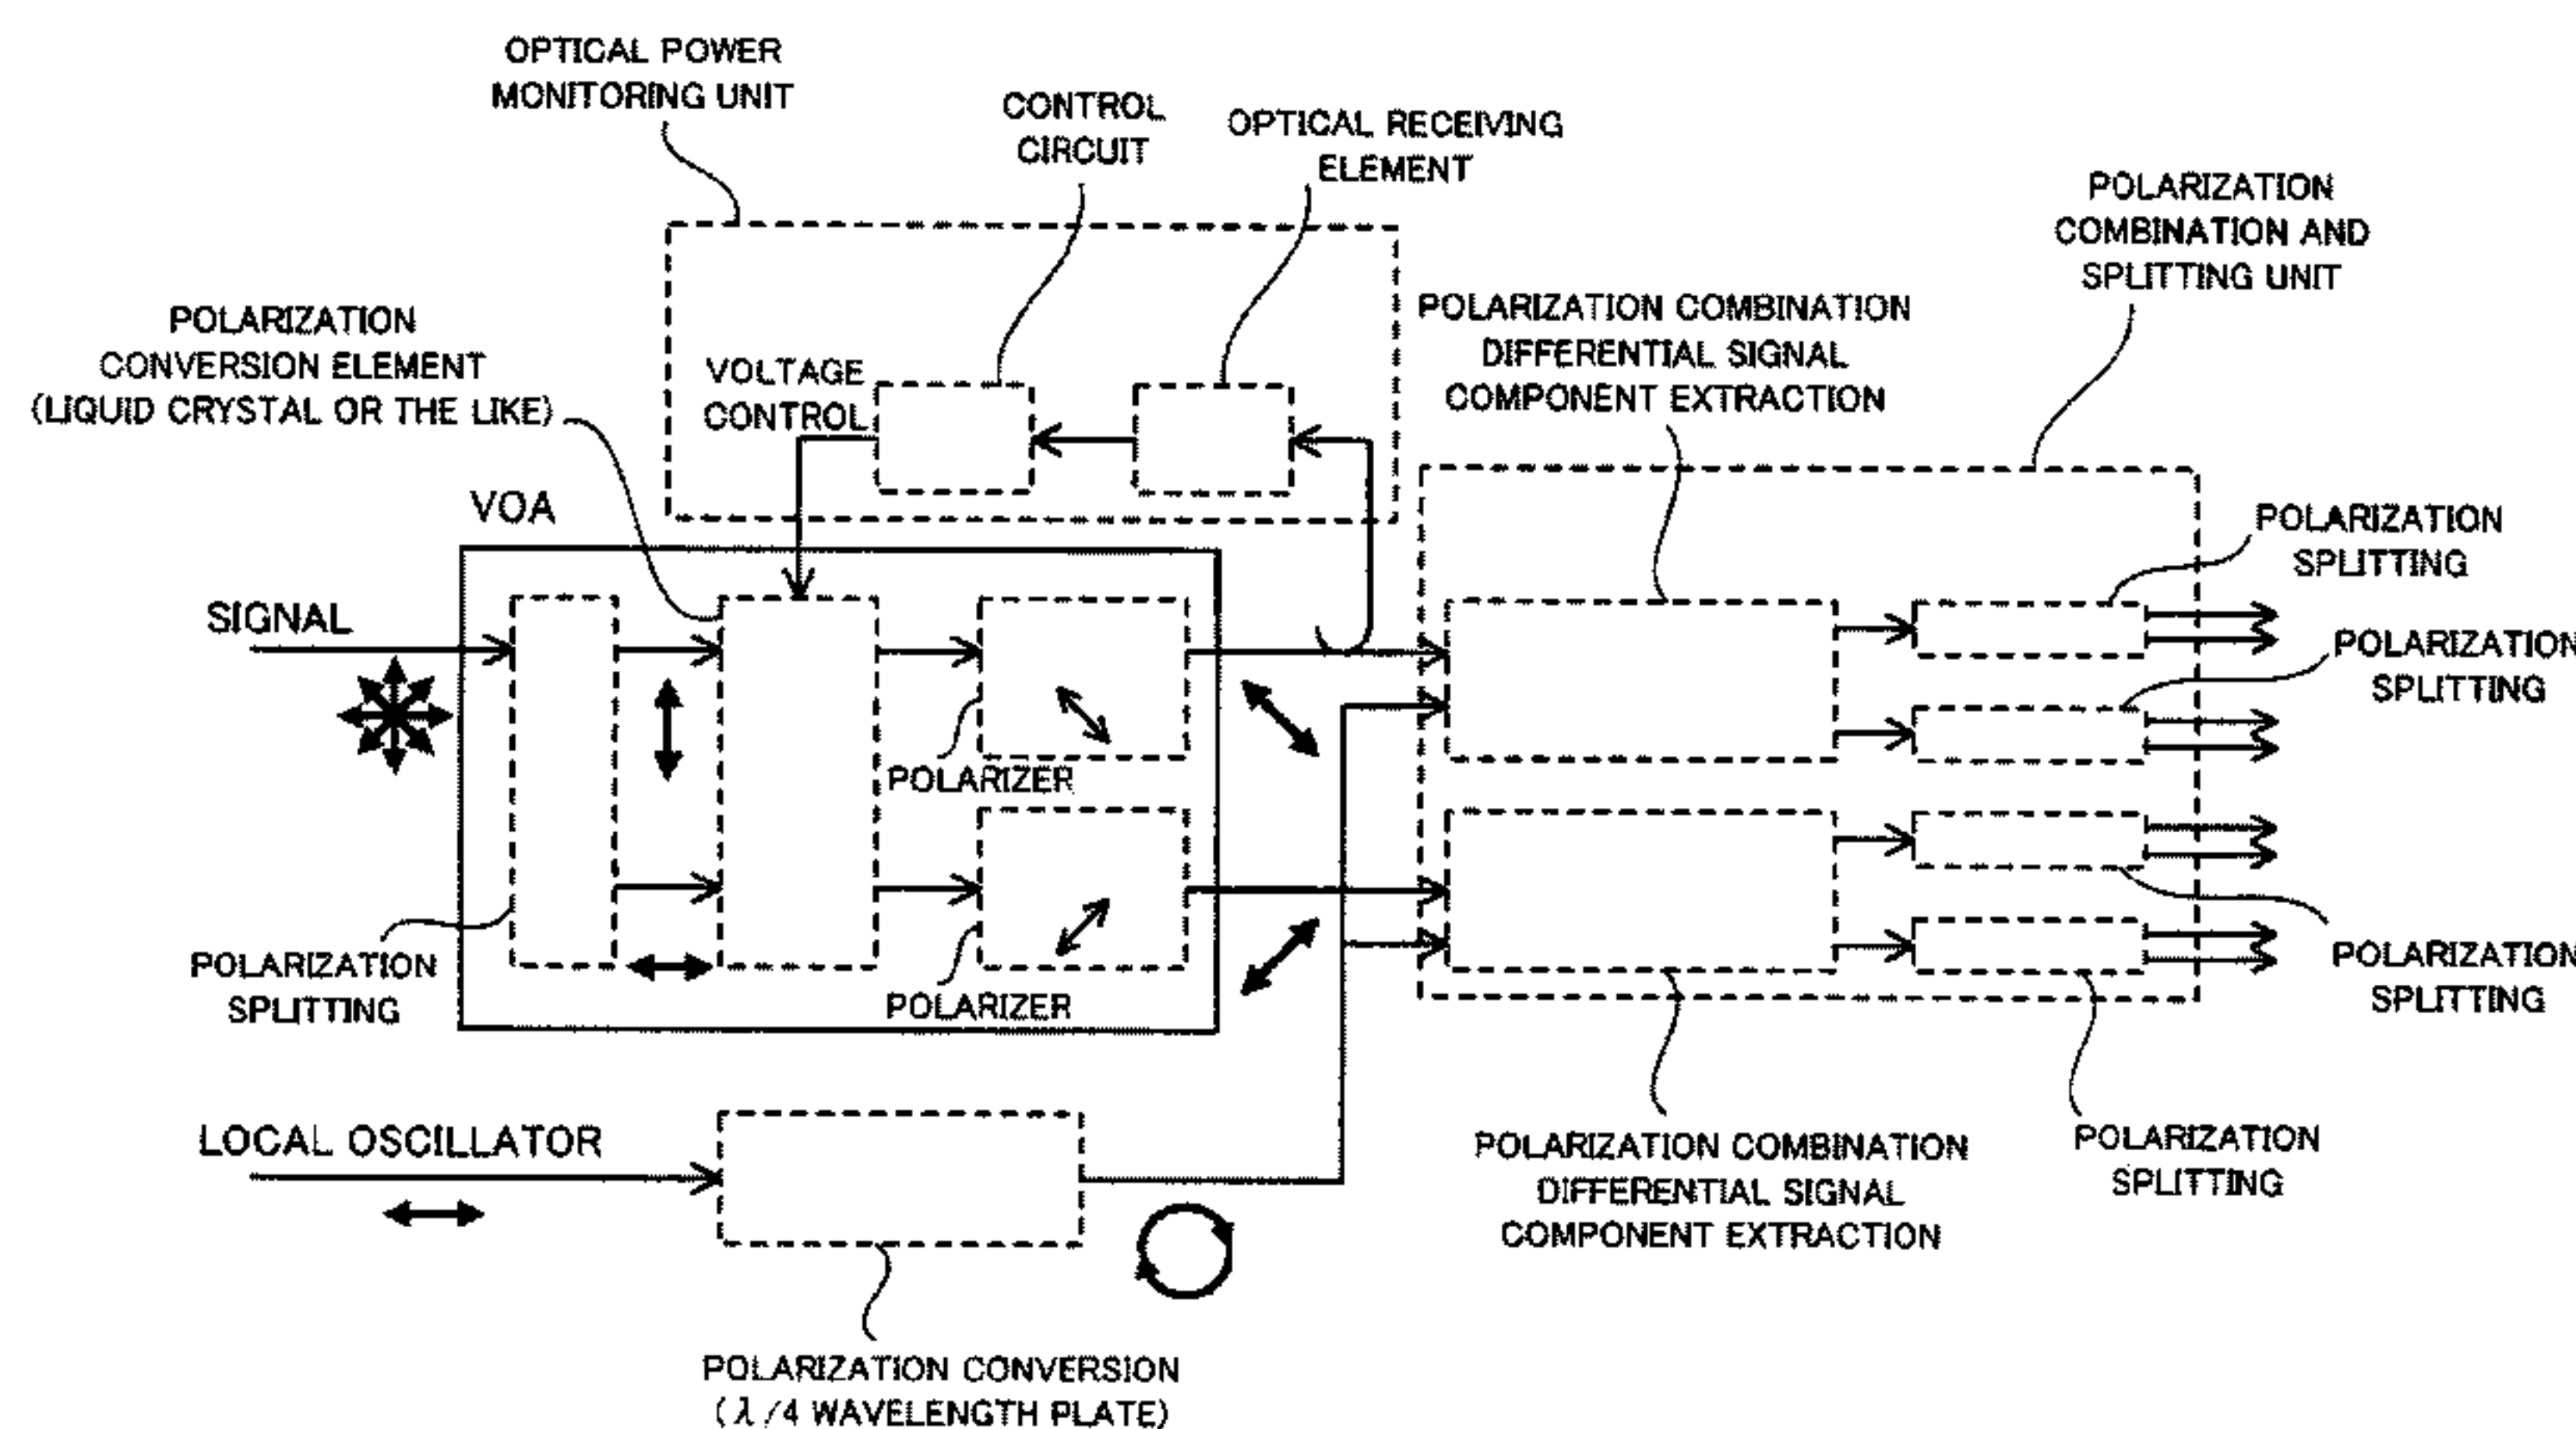 OPTICAL POWER
MONITORING UNIT
CONTROL
CIRCUIT
OPTICAL RECEIVING
ELEMENT
POLARIZATION
COMBINATION AND
SPLITTING UNIT
POLARIZATION
CONVERSION ELEMENT
(LIQUID CRYSTAL OR THE LIKE)
VOLTAGE
CONTROL
POLARIZATION COMBINATION
DIFFERENTIAL SIGNAL
COMPONENT EXTRACTION
VOA
POLARIZATION
SPLITTING
SIGNAL
POLARIZATION
SPLITTING
POLARIZER
POLARIZATION
SPLITTING
POLARIZER
POLARIZATION
SPLITTING
LOCAL OSCILLATOR
POLARIZATION COMBINATION
DIFFERENTIAL SIGNAL
COMPONENT EXTRACTION
POLARIZATION
SPLITTING
POLARIZATION CONVERSION
(λ/4 WAVELENGTH PLATE)